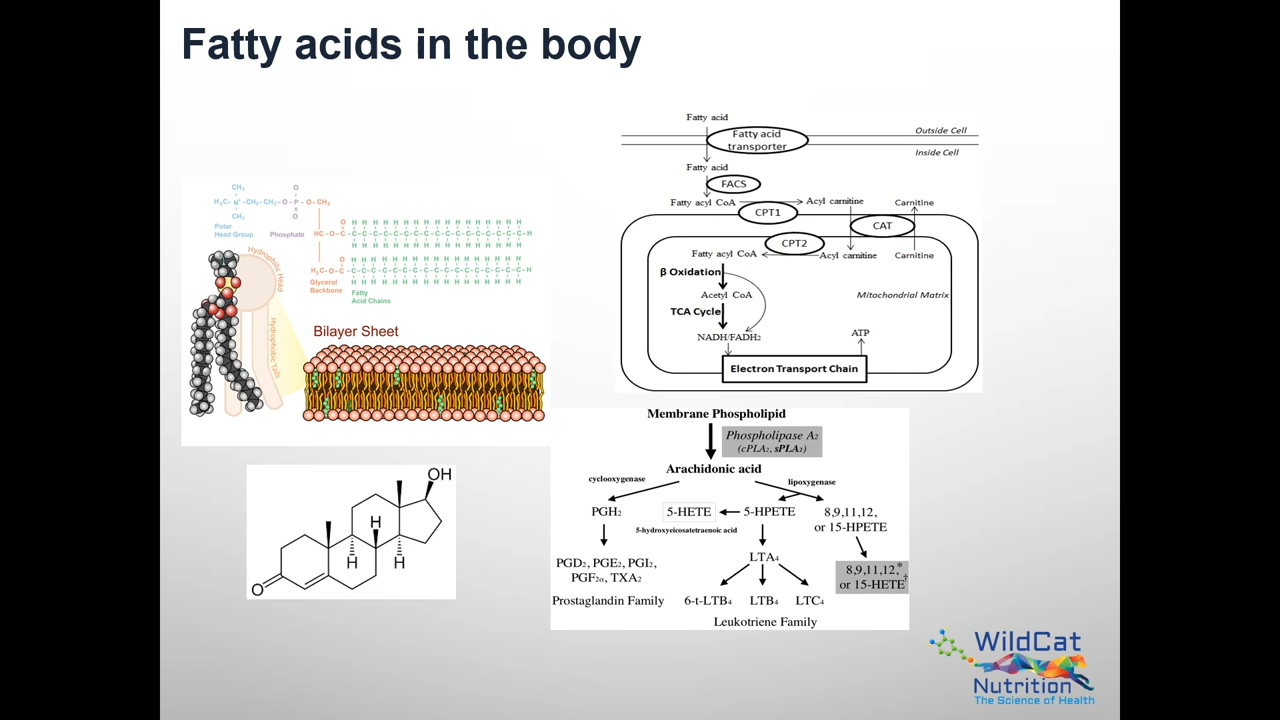 Fatty acids in the body
CH₃
H₃C-N⁺-CH₂-CH₂-O-P-O-CH₂
O
CH₃
O
Polar
Head Group
Phosphate
O H H H H H H H H H H H H H H H H H
HC-O-C-C-C-C-C-C-C-C-C-C-C-C-C-C-C-C-C-C-H
H H H H H H H H H H H H H H H H H
O H H H H H H H H H H H H H H H H H
H₂C-O-C-C-C-C-C-C-C-C-C-C-C-C-C-C-C-C-C-C-H
H H H H H H H H H H H H H H H H H
Glycerol
Backbone
Fatty
Acid Chains
Hydrophilic Head
Hydrophobic Tails
Bilayer Sheet
Fatty acid
Fatty acid
transporter
Outside Cell
Inside Cell
Fatty acid
FACS
Fatty acyl CoA
Acyl carnitine
Carnitine
CPT1
CAT
CPT2
Fatty acyl CoA
Acyl carnitine
Carnitine
β Oxidation
Acetyl CoA
Mitochondrial Matrix
TCA Cycle
NADH/FADH₂
ATP
Electron Transport Chain
OH
H
H
H
O
Membrane Phospholipid
Phospholipase A₂
(cPLA₂, sPLA₂)
Arachidonic acid
cyclooxygenase
lipoxygenase
PGH₂
5-HETE
5-HPETE
8,9,11,12,
or 15-HPETE
5-hydroxyeicosatetraenoic acid
PGD₂, PGE₂, PGI₂,
PGF₂α, TXA₂
LTA₄
8,9,11,12,*
or 15-HETE‡
Prostaglandin Family
6-t-LTB₄
LTB₄
LTC₄
Leukotriene Family
WildCat
Nutrition
The Science of Health